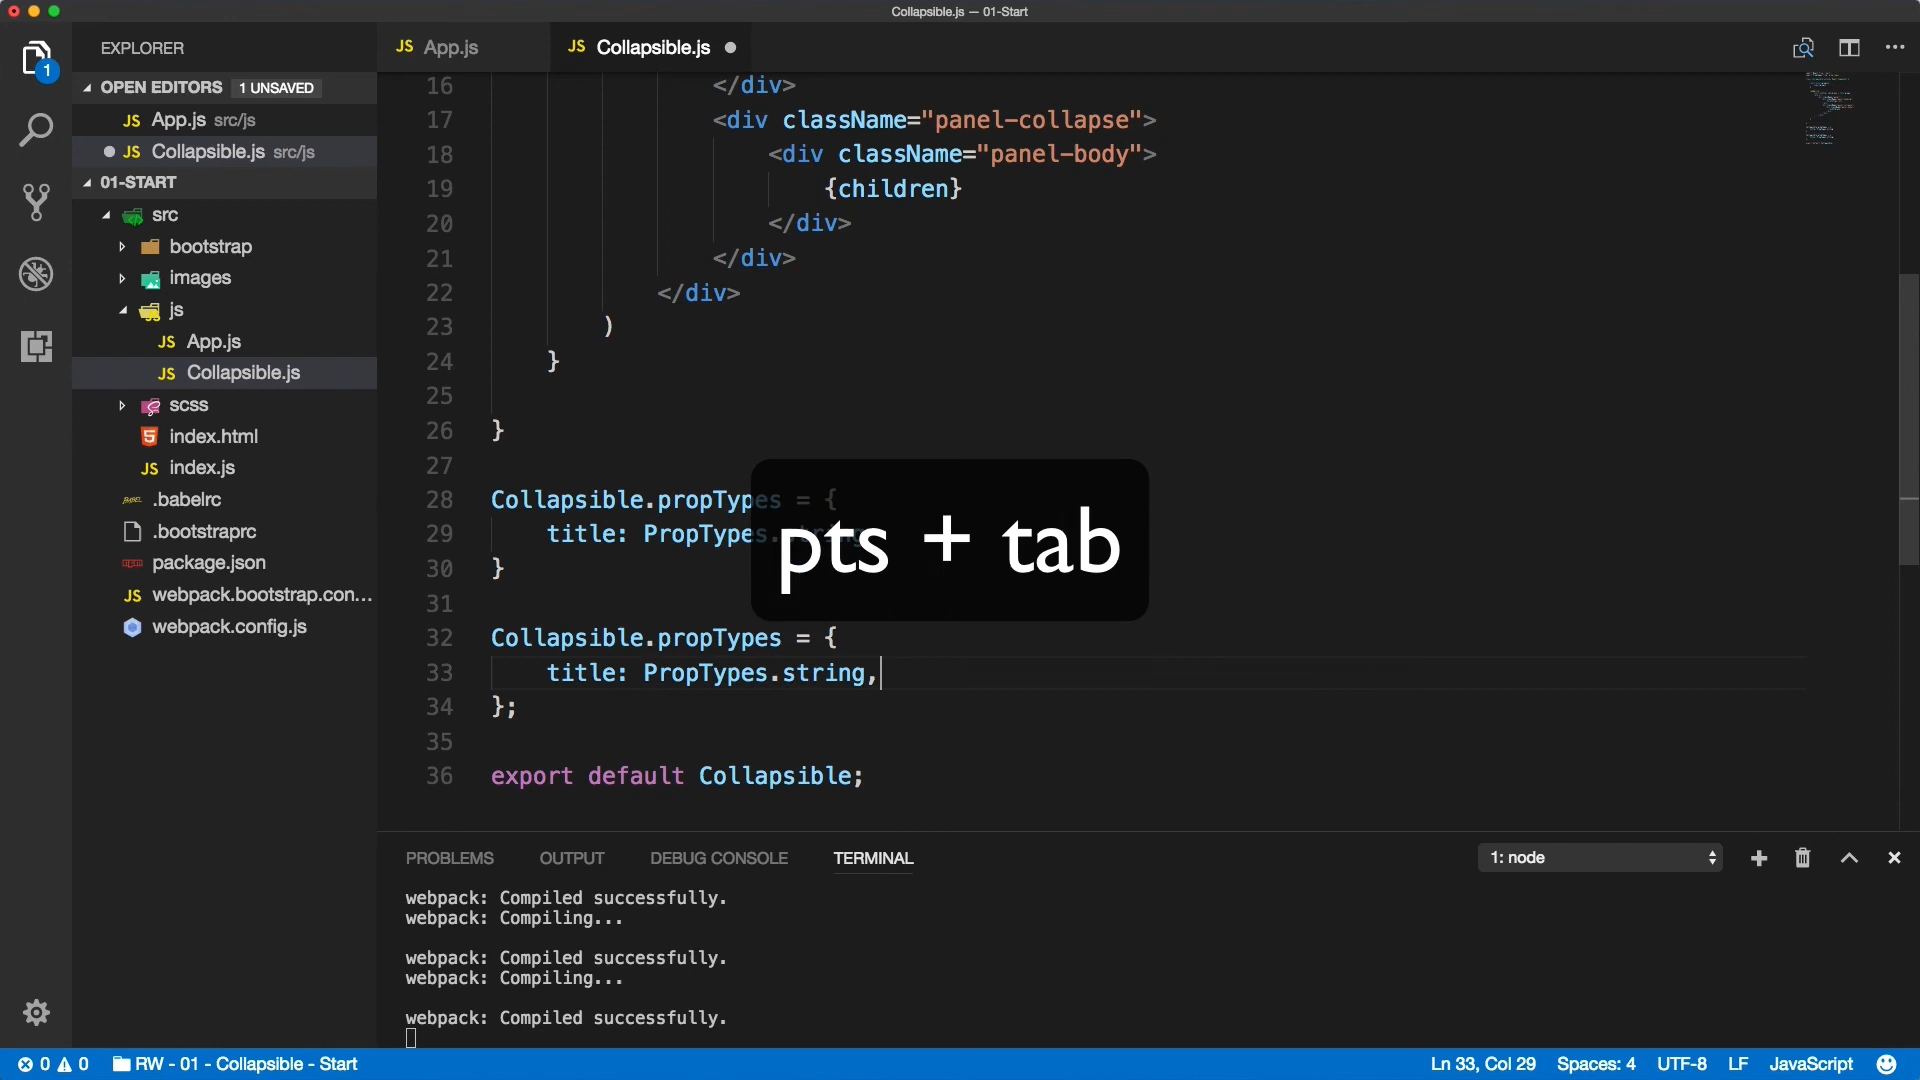 Collapsible.js — 01-Start
EXPLORER
OPEN EDITORS 1 UNSAVED
JS App.js src/js
JS Collapsible.js src/js
01-START
src
bootstrap
images
js
JS App.js
JS Collapsible.js
scss
index.html
JS index.js
.babelrc
.bootstraprc
package.json
JS webpack.bootstrap.con...
webpack.config.js
1
JS App.js
JS Collapsible.js
16 </div>
17 <div className="panel-collapse">
18 <div className="panel-body">
19 {children}
20 </div>
21 </div>
22 </div>
23 )
24 }
25
26 }
27
28 Collapsible.propTypes = {
29 title: PropTypes.string
30 }
31
32 Collapsible.propTypes = {
33 title: PropTypes.string,
34 };
35
36 export default Collapsible;
pts + tab
PROBLEMS OUTPUT DEBUG CONSOLE TERMINAL 1: node
webpack: Compiled successfully.
webpack: Compiling...
webpack: Compiled successfully.
webpack: Compiling...
webpack: Compiled successfully.
0 0 RW - 01 - Collapsible - Start Ln 33, Col 29 Spaces: 4 UTF-8 LF JavaScript